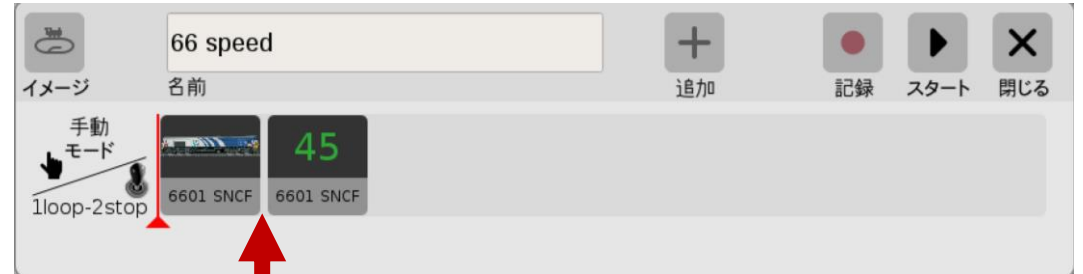 66 speed
イメージ
名前
追加
記録
スタート
閉じる
手動
モード
1loop-2stop
6601 SNCF
45
6601 SNCF